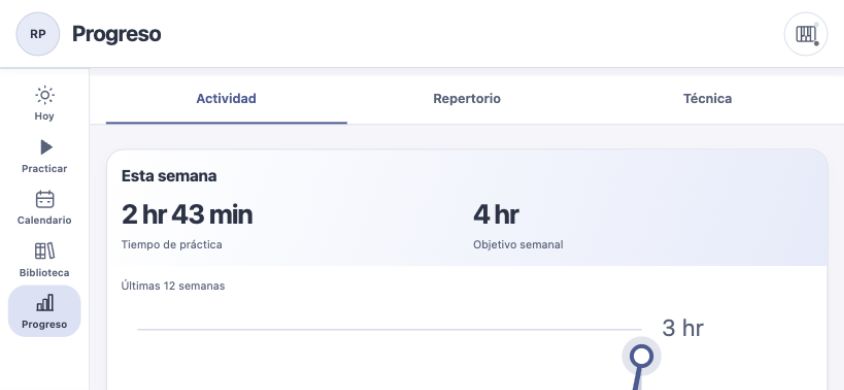 RP
Progreso
Hoy
Practicar
Calendario
Biblioteca
Progreso
Actividad Repertorio Técnica
Esta semana
2 hr 43 min 4 hr
Tiempo de práctica Objetivo semanal
Últimas 12 semanas
3 hr